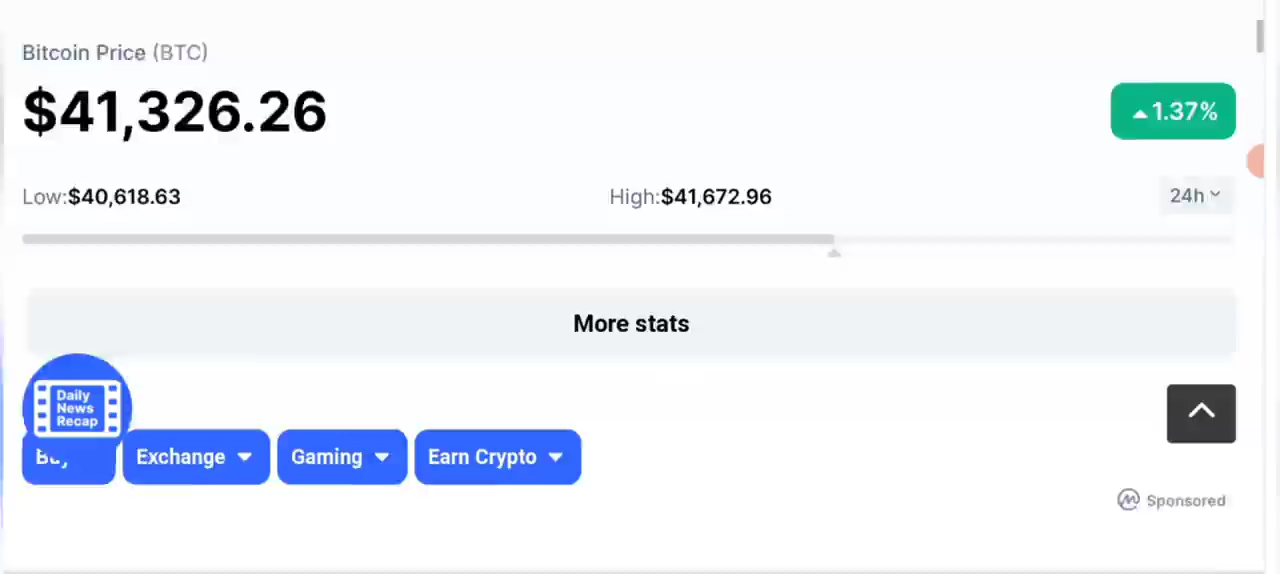 Bitcoin Price (BTC)
$41,326.26
1.37%
Low:$40,618.63 High:$41,672.96 24h
More stats
Daily
News
Recap
Exchange Gaming Earn Crypto
Sponsored